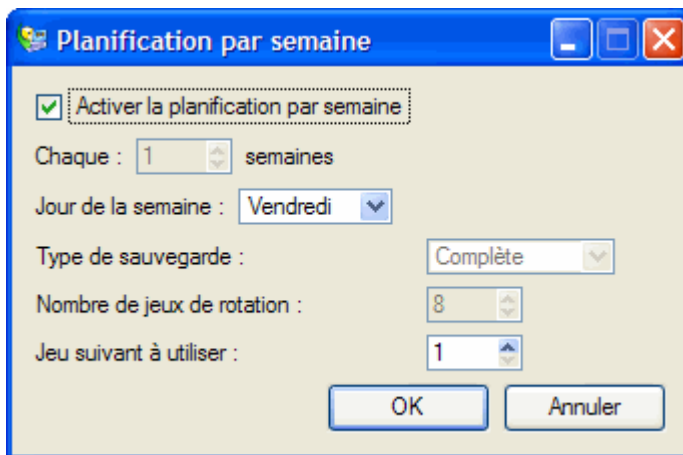 Planification par semaine
Activer la planification par semaine
Chaque : 1 semaines
Jour de la semaine : Vendredi
Type de sauvegarde : Complète
Nombre de jeux de rotation : 8
Jeu suivant à utiliser : 1
OK Annuler